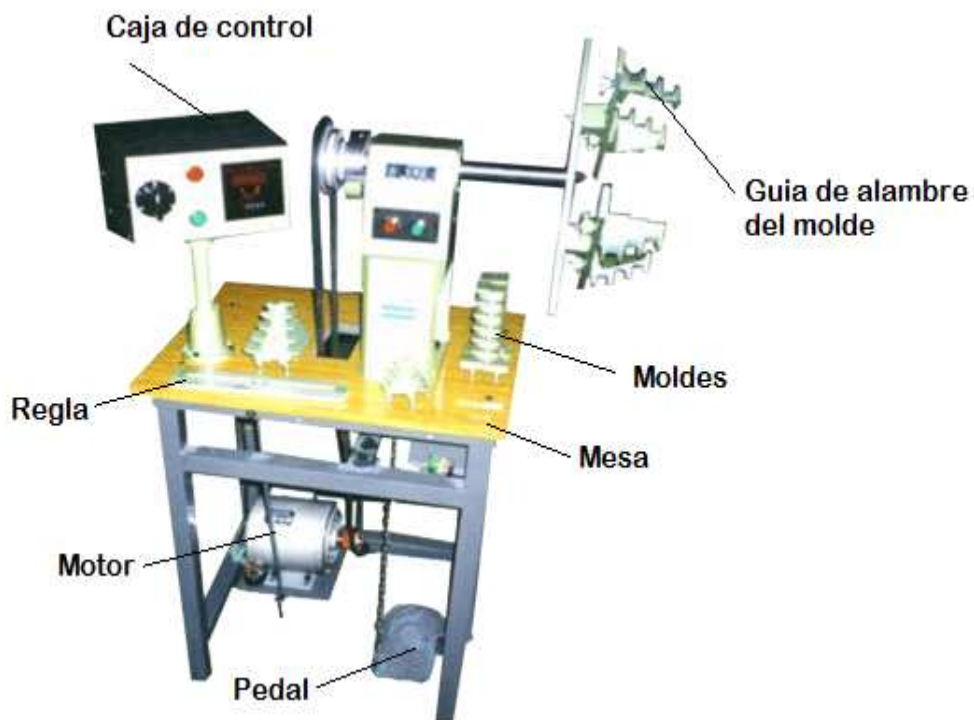 Caja de control
Guia de alambre
del molde
Moldes
Regla
Mesa
Motor
Pedal